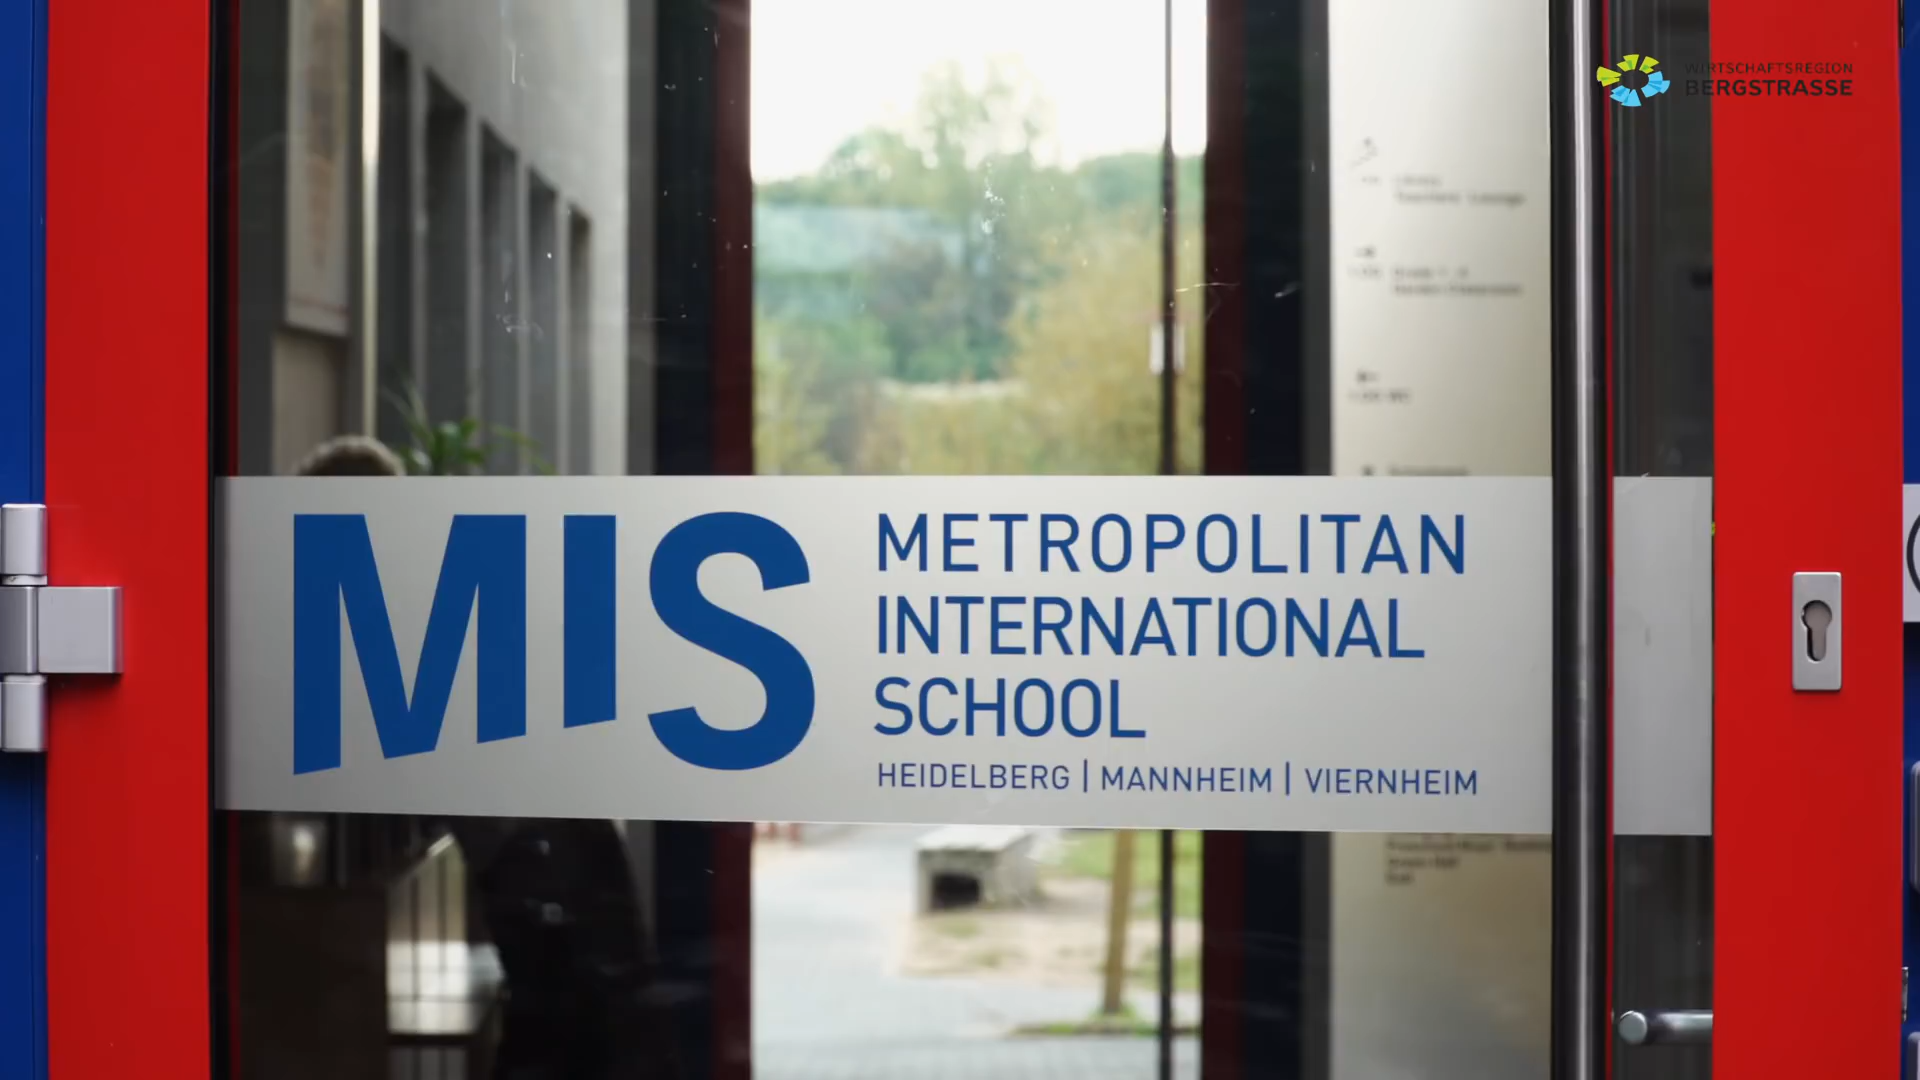 WIRTSCHAFTSREGION
BERGSTRASSE
MIS
METROPOLITAN
INTERNATIONAL
SCHOOL
HEIDELBERG | MANNHEIM | VIERNHEIM